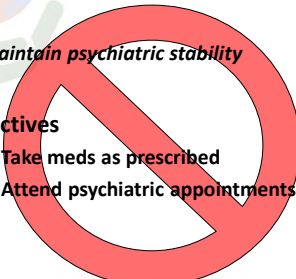 aintain psychiatric stability
ctives
Take meds as prescribed
Attend psychiatric appointments